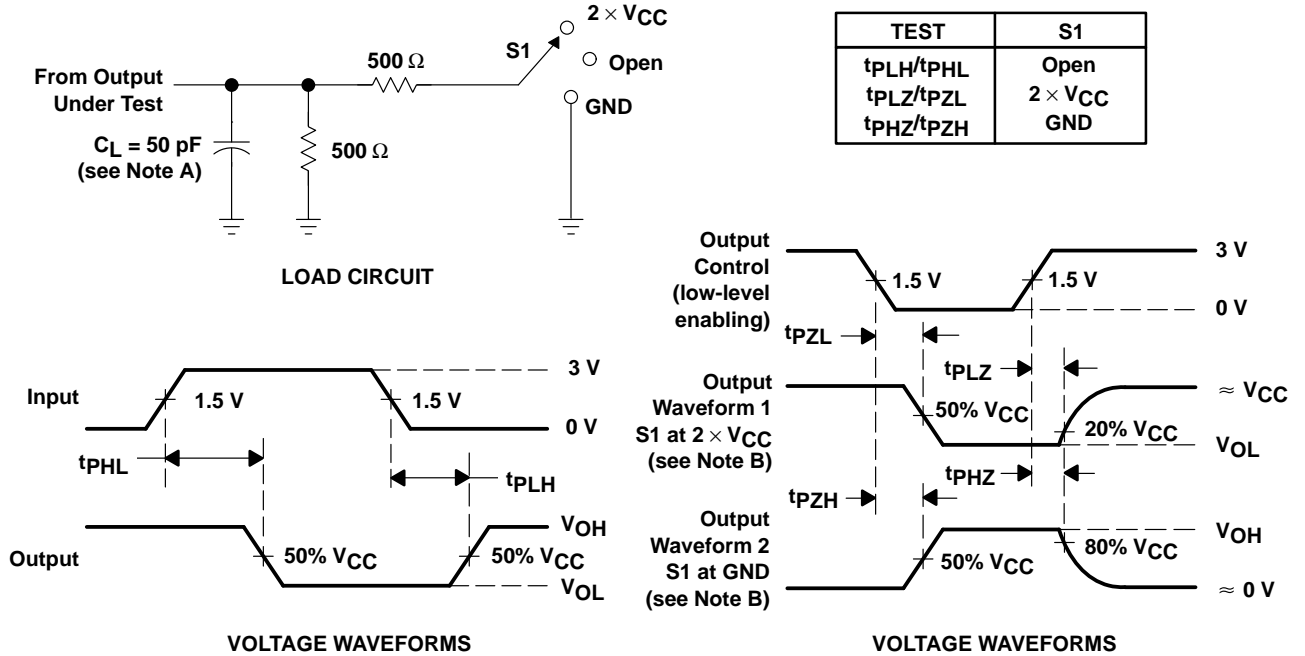 2 × VCC
S1
500 Ω
Open
From Output
Under Test
GND
CL = 50 pF
(see Note A)
500 Ω
LOAD CIRCUIT
TEST S1
tPLH/tPHL Open
tPLZ/tPZL 2 × VCC
tPHZ/tPZH GND
Input
3 V
1.5 V 1.5 V
0 V
tPHL
tPLH
Output
VOH
50% VCC 50% VCC
VOL
VOLTAGE WAVEFORMS
Output
Control
(low-level
enabling)
3 V
1.5 V 1.5 V
0 V
tPZL
tPLZ
Output
Waveform 1
S1 at 2 × VCC
(see Note B)
≈ VCC
50% VCC
20% VCC
VOL
tPHZ
tPZH
Output
Waveform 2
S1 at GND
(see Note B)
VOH
50% VCC
80% VCC
≈ 0 V
VOLTAGE WAVEFORMS